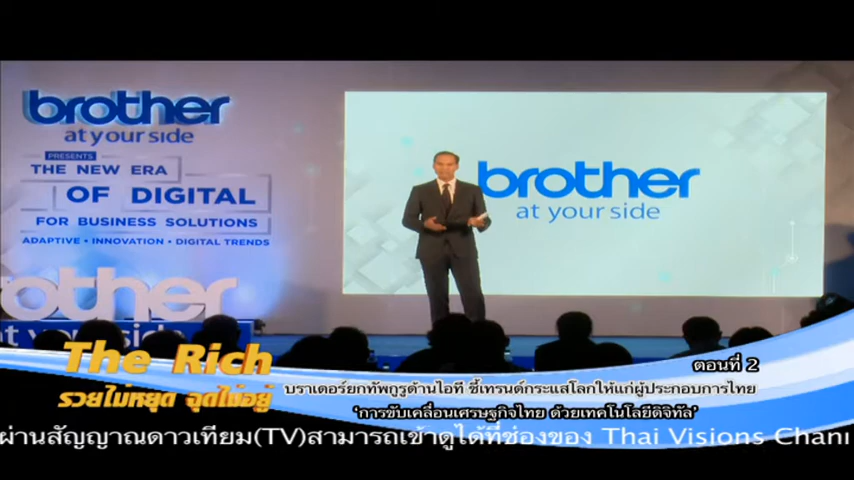 brother
at your side
PRESENTS
THE NEW ERA
OF DIGITAL
FOR BUSINESS SOLUTIONS
ADAPTIVE • INNOVATION • DIGITAL TRENDS
brother
at your side
brother
at your side
The Rich
รวยไม่หยุด ฉุดไม่อยู่
ตอนที่ 2
บราเดอร์ยกทัพกูรูด้านไอที ชี้เทรนด์กระแสโลกให้แก่ผู้ประกอบการไทย
‘การขับเคลื่อนเศรษฐกิจไทย ด้วยเทคโนโลยีดิจิทัล’
ผ่านสัญญาณดาวเทียม(TV)สามารถเข้าดูได้ที่ช่องของ Thai Visions Chan